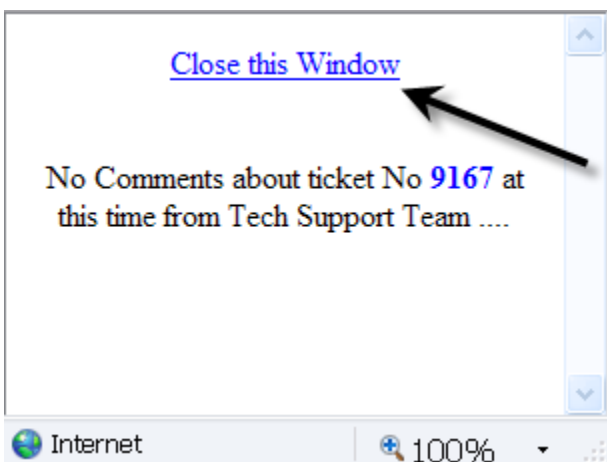 Close this Window
No Comments about ticket No 9167 at
this time from Tech Support Team ....
Internet
100%